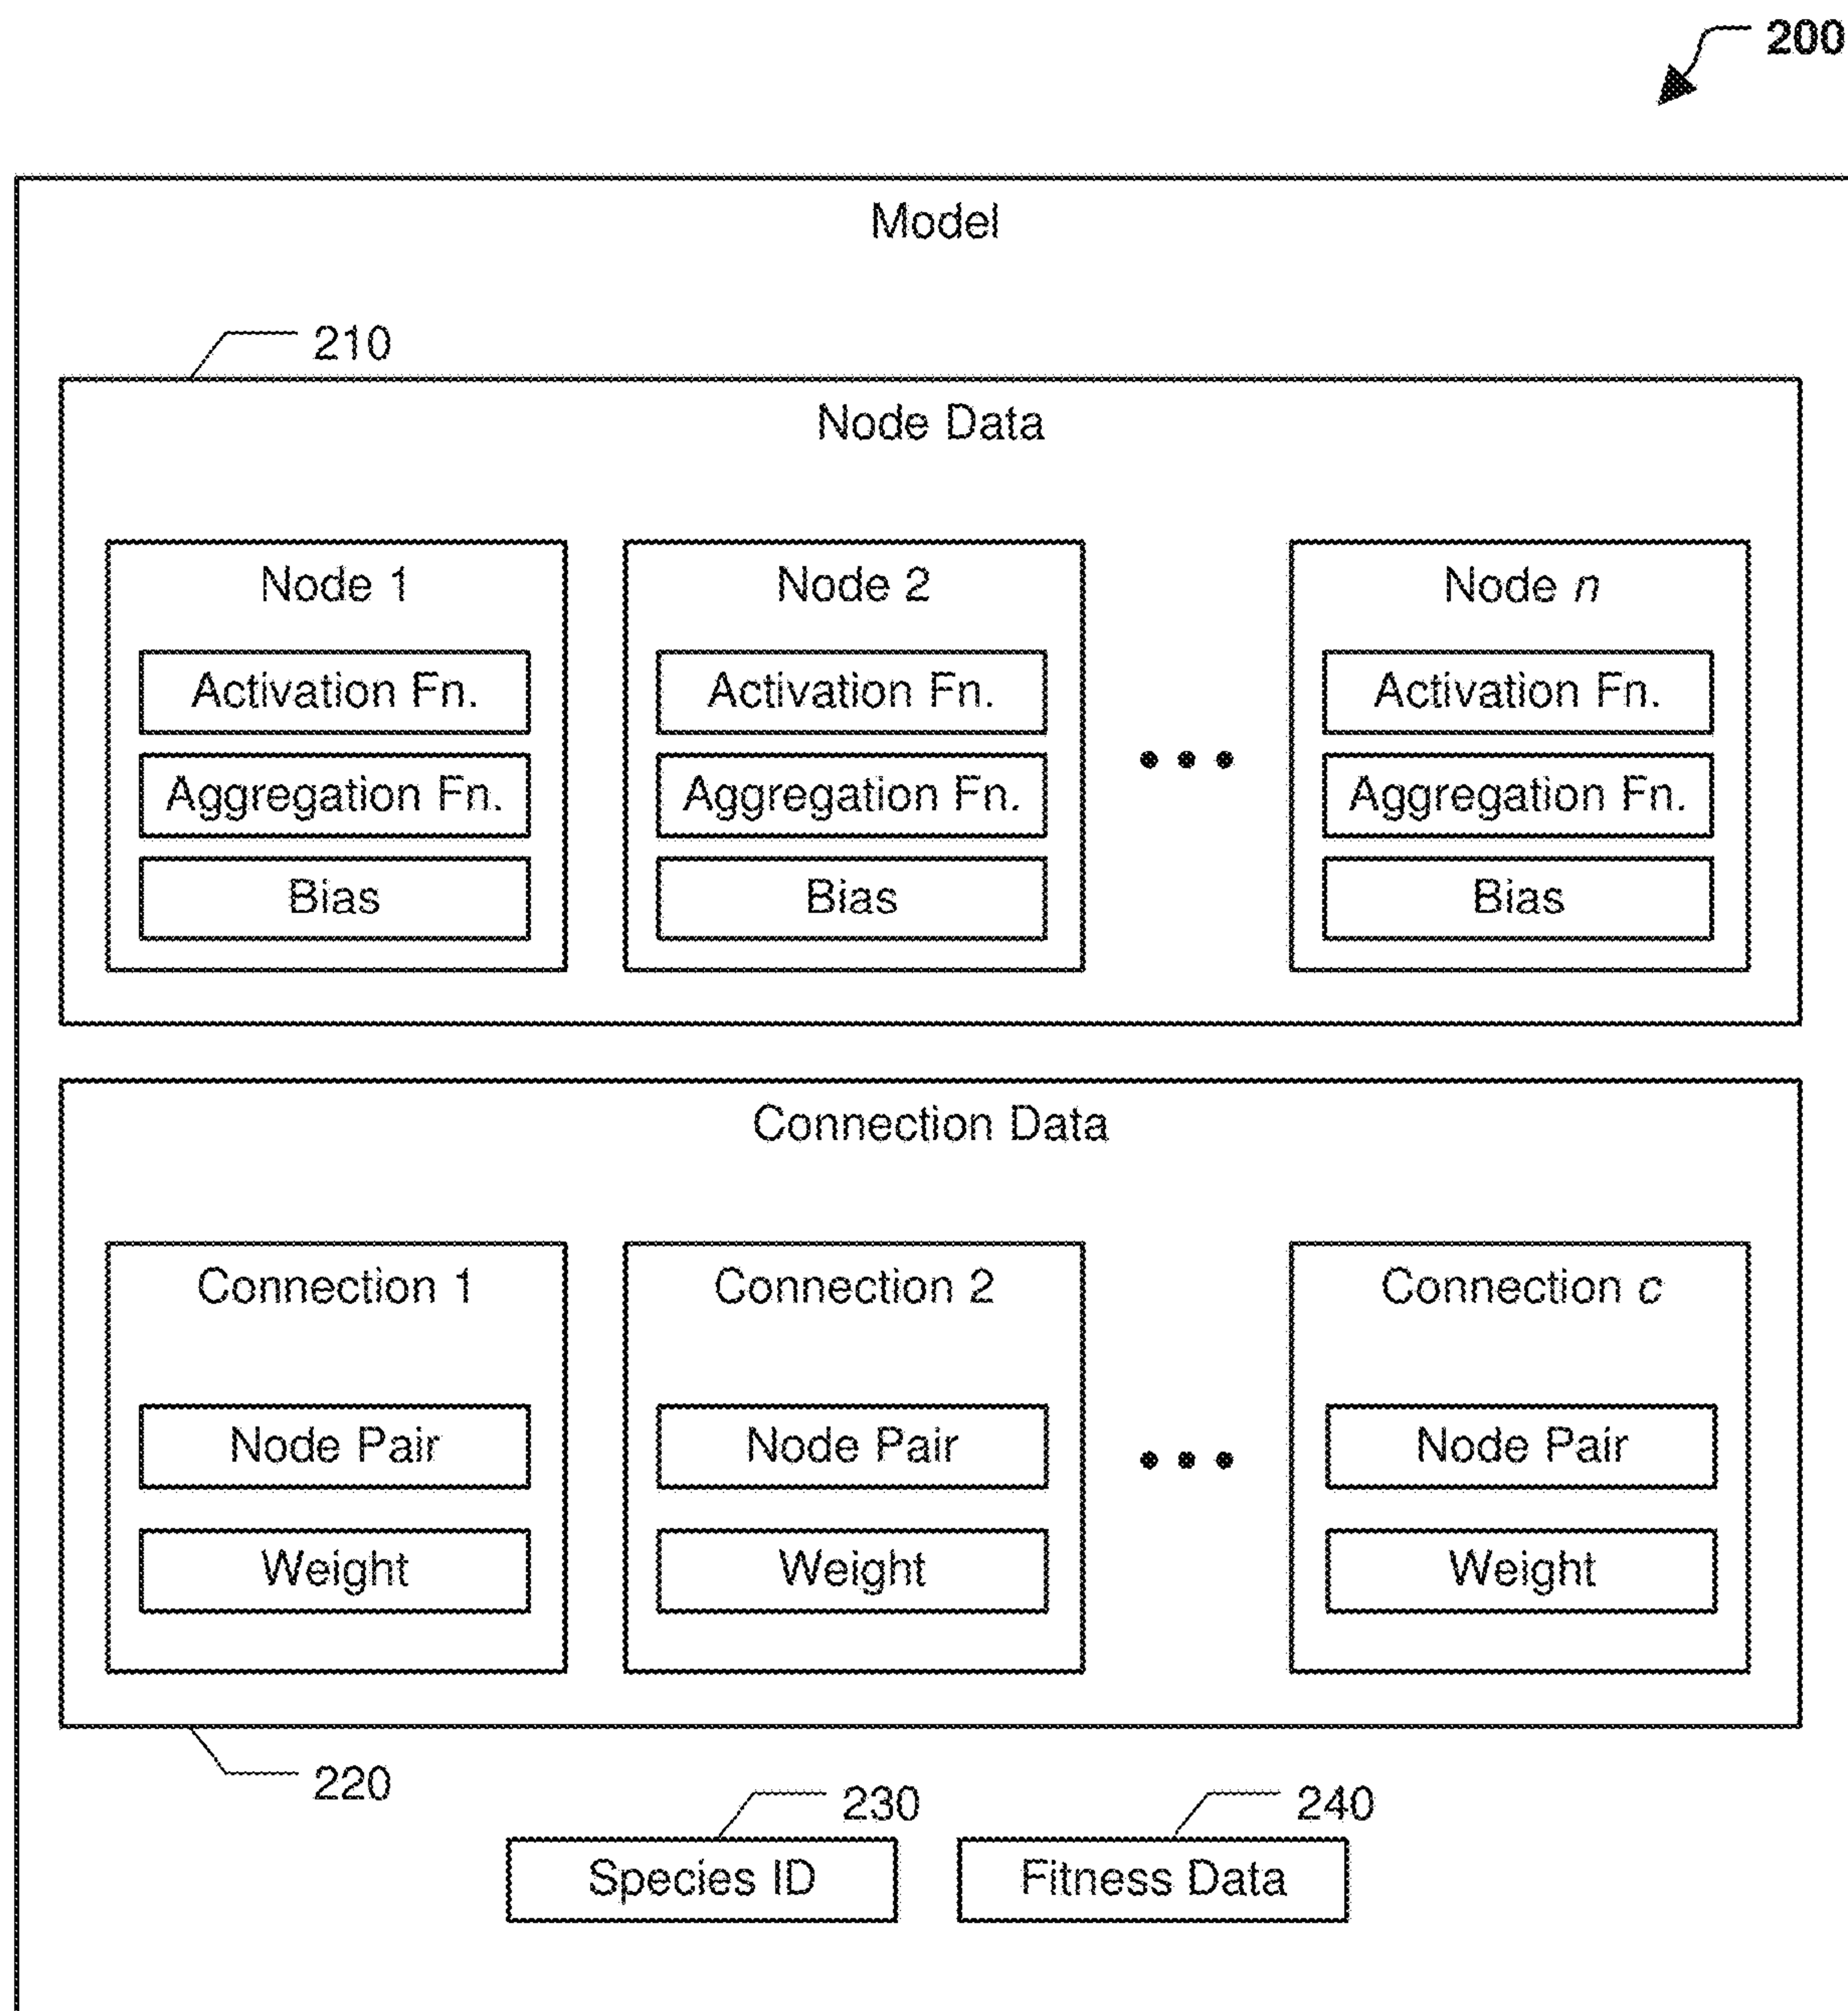 200
Model
210
Node Data
Node 1
Activation Fn.
Aggregation Fn.
Bias
Node 2
Activation Fn.
Aggregation Fn.
Bias
Node n
Activation Fn.
Aggregation Fn.
Bias
Connection Data
Connection 1
Node Pair
Weight
Connection 2
Node Pair
Weight
Connection c
Node Pair
Weight
220
230
240
Species ID
Fitness Data